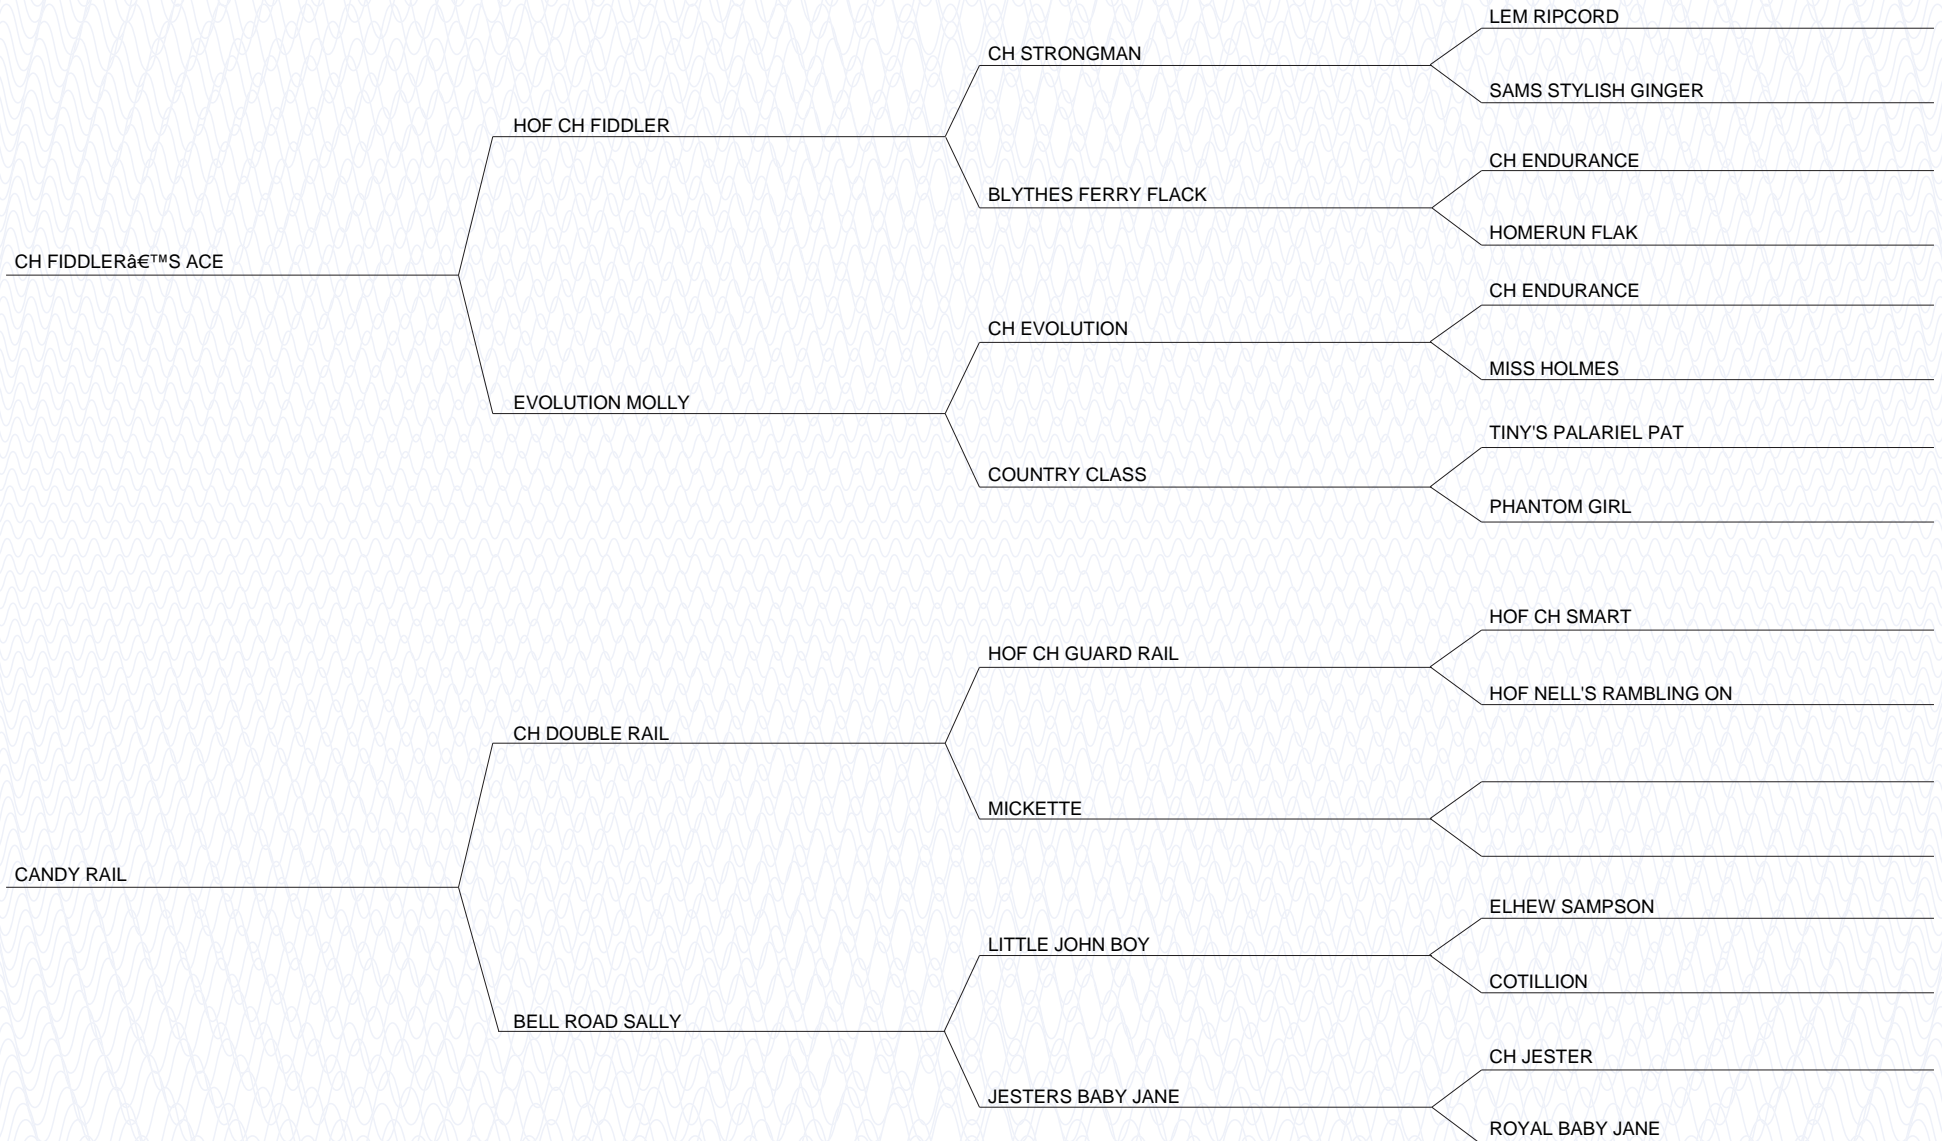 LEM RIPCORD
CH STRONGMAN
SAMS STYLISH GINGER
HOF CH FIDDLER
CH ENDURANCE
BLYTHES FERRY FLACK
HOMERUN FLAK
CH FIDDLERâ€™S ACE
CH ENDURANCE
CH EVOLUTION
MISS HOLMES
EVOLUTION MOLLY
TINY'S PALARIEL PAT
COUNTRY CLASS
PHANTOM GIRL
HOF CH SMART
HOF CH GUARD RAIL
HOF NELL'S RAMBLING ON
CH DOUBLE RAIL
MICKETTE
CANDY RAIL
ELHEW SAMPSON
LITTLE JOHN BOY
COTILLION
BELL ROAD SALLY
CH JESTER
JESTERS BABY JANE
ROYAL BABY JANE